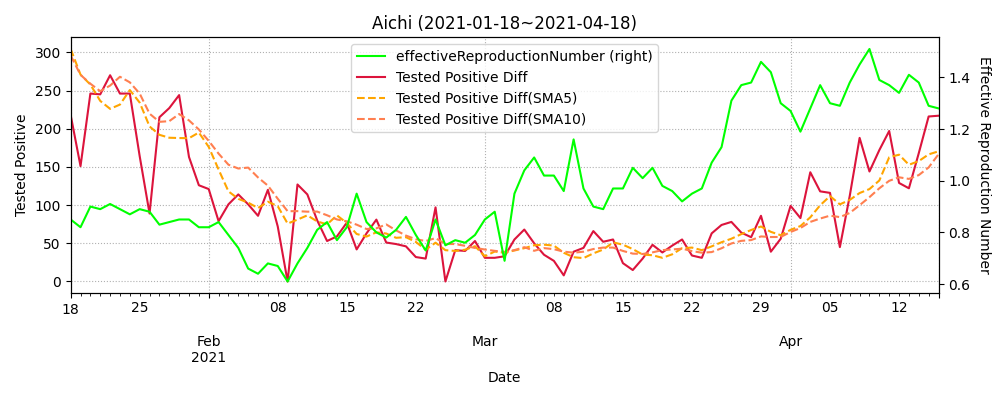 Aichi (2021-01-18~2021-04-18)
effectiveReproductionNumber (right)
Tested Positive Diff
Tested Positive Diff(SMA5)
Tested Positive Diff(SMA10)
Tested Positive
300
250
200
150
100
50
0
Effective Reproduction Number
1.4
1.2
1.0
0.8
0.6
18 25 08 15 22 08 15 22 29 05 12
Feb Mar Apr
2021
Date